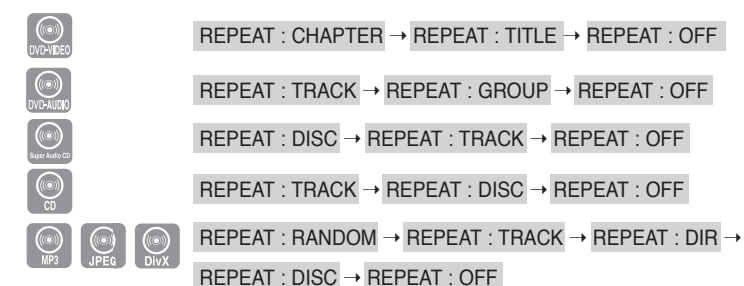 DVD-VIDEO REPEAT : CHAPTER → REPEAT : TITLE → REPEAT : OFF
DVD-AUDIO REPEAT : TRACK → REPEAT : GROUP → REPEAT : OFF
Super Audio CD REPEAT : DISC → REPEAT : TRACK → REPEAT : OFF
CD REPEAT : TRACK → REPEAT : DISC → REPEAT : OFF
MP3 JPEG DivX REPEAT : RANDOM → REPEAT : TRACK → REPEAT : DIR →
REPEAT : DISC → REPEAT : OFF